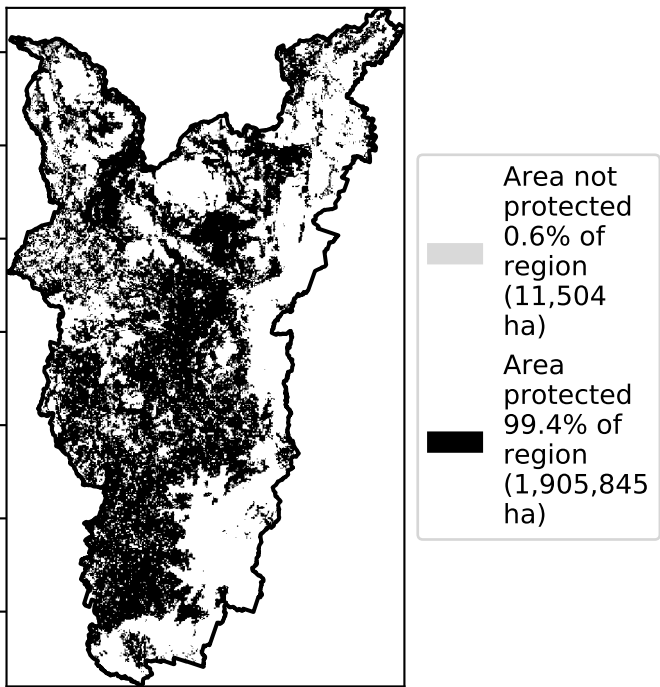 Area not
protected
0.6% of
region
(11,504
ha)
Area
protected
99.4% of
region
(1,905,845
ha)